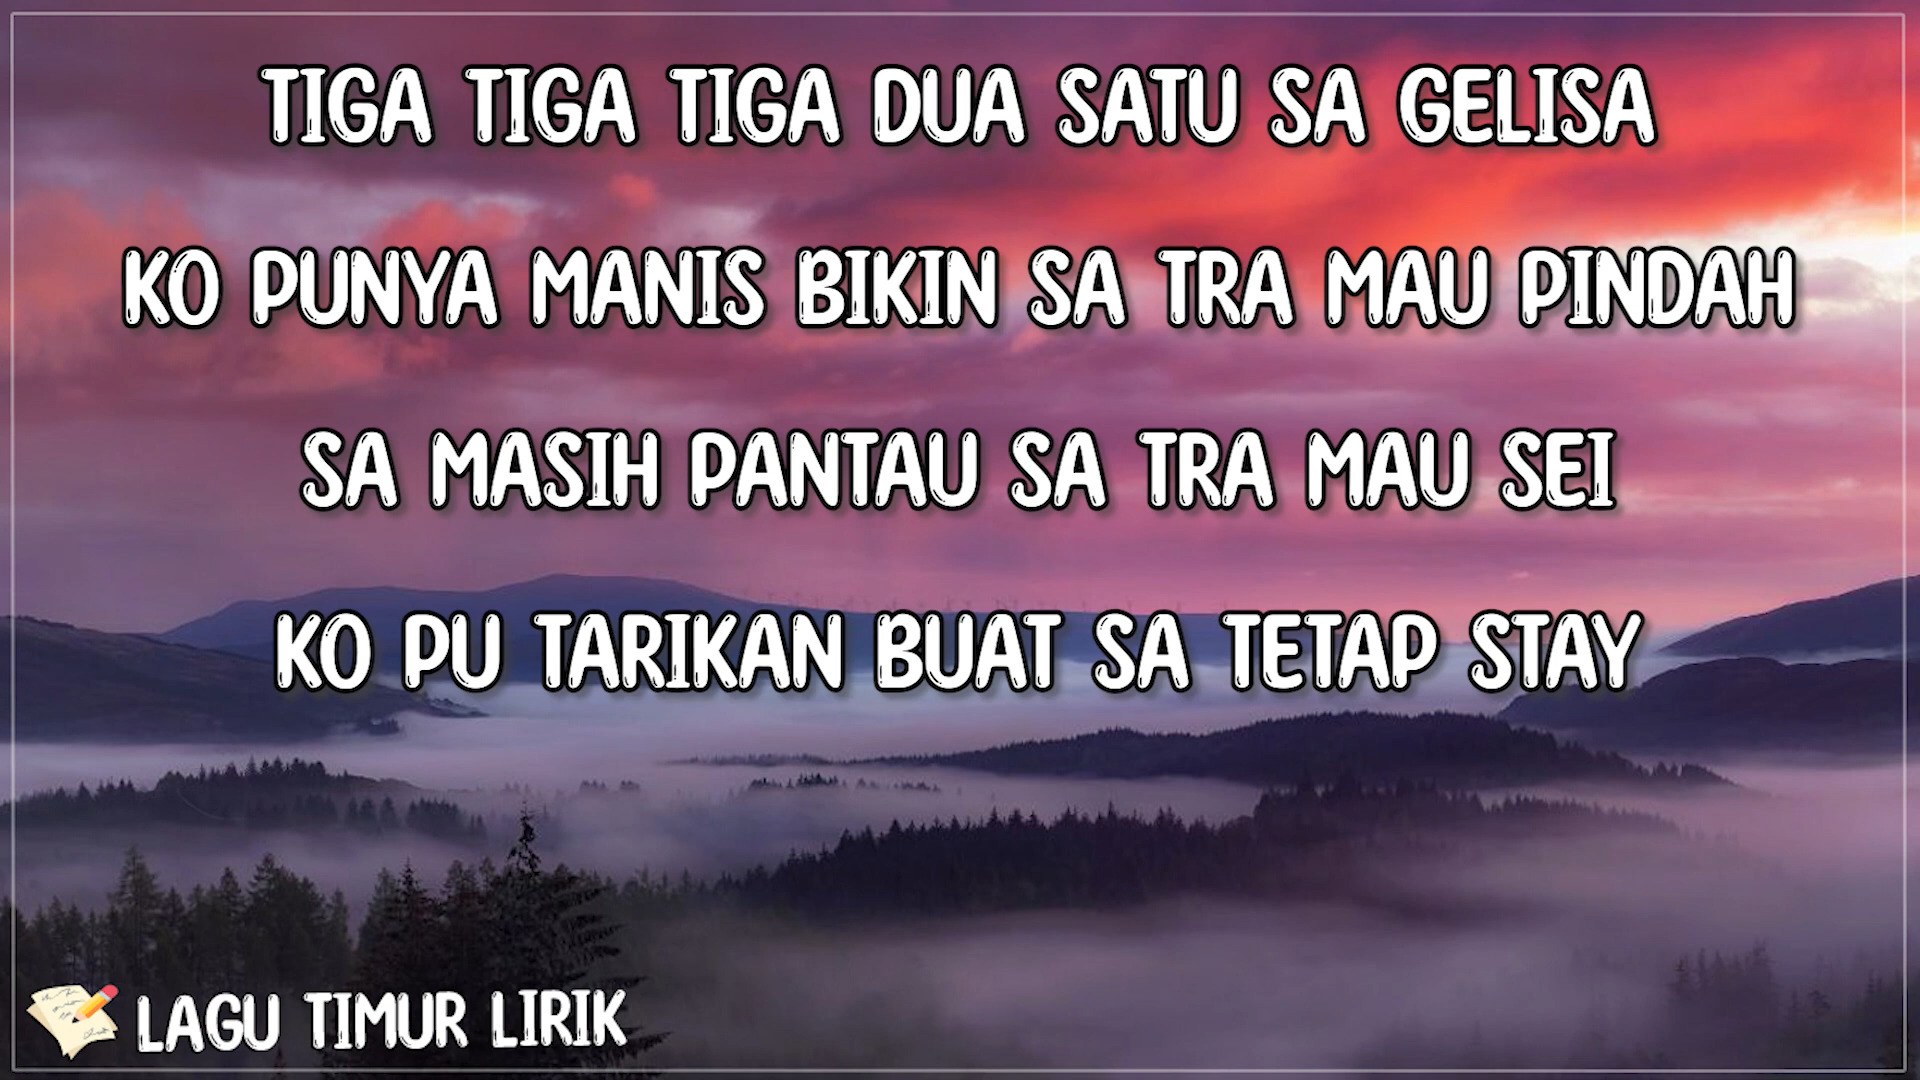 TIGA TIGA TIGA DUA SATU SA GELISA
KO PUNYA MANIS BIKIN SA TRA MAU PINDAH
SA MASIH PANTAU SA TRA MAU SEI
KO PU TARIKAN BUAT SA TETAP STAY
LAGU TIMUR LIRIK